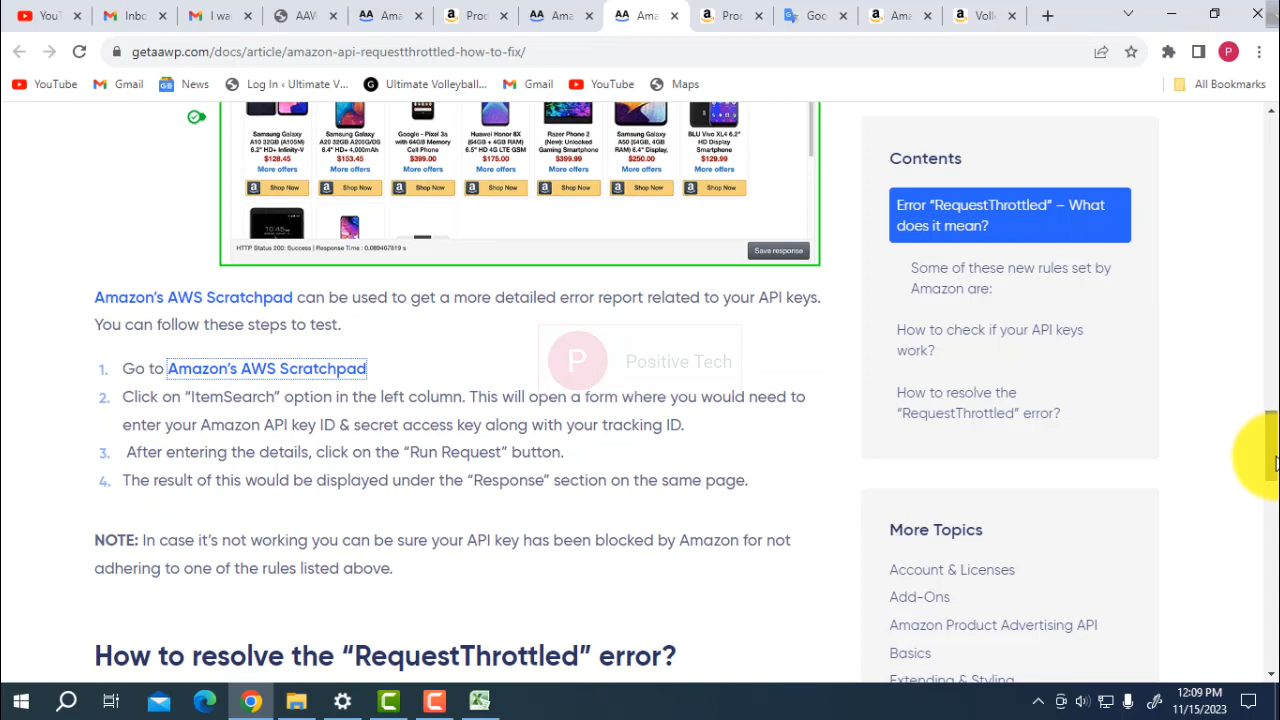 YouT
Inbc
I wa
AAW
Ama
Proc
Ama
Ama
Proc
Goo
Ama
Volle
getaawp.com/docs/article/amazon-api-requestthrottled-how-to-fix/
P
YouTube
Gmail
News
Log In ‹ Ultimate V...
Ultimate Volleyball...
Gmail
YouTube
Maps
All Bookmarks
Samsung Galaxy
A10 32GB (A105M)
6.2" HD+ Infinity-V
$128.45
More offers
Shop Now
Samsung Galaxy
A20 32GB A205G/DS
6.4" HD+ 4,000mAh
$153.45
More offers
Shop Now
Google - Pixel 3a
with 64GB Memory
Cell Phone
$399.00
More offers
Shop Now
Huawei Honor 8X
(64GB + 4GB RAM)
6.5" HD 4G LTE GSM
$175.00
More offers
Shop Now
Razer Phone 2
(New): Unlocked
Gaming Smartphone
$399.99
More offers
Shop Now
Samsung Galaxy
A50 (64GB, 4GB
RAM) 6.4" Display,
$250.00
More offers
Shop Now
BLU Vivo XL4 6.2"
HD Display
Smartphone
$129.99
More offers
Shop Now
HTTP Status 200: Success | Response Time : 0.089467819 s
Save response
Amazon's AWS Scratchpad can be used to get a more detailed error report related to your API keys.
You can follow these steps to test.
1. Go to Amazon's AWS Scratchpad
2. Click on “ItemSearch” option in the left column. This will open a form where you would need to
enter your Amazon API key ID & secret access key along with your tracking ID.
3. After entering the details, click on the “Run Request” button.
4. The result of this would be displayed under the “Response” section on the same page.
NOTE: In case it's not working you can be sure your API key has been blocked by Amazon for not
adhering to one of the rules listed above.
How to resolve the “RequestThrottled” error?
P Positive Tech
Contents
Error “RequestThrottled” – What
does it mean?
Some of these new rules set by
Amazon are:
How to check if your API keys
work?
How to resolve the
“RequestThrottled” error?
More Topics
Account & Licenses
Add-Ons
Amazon Product Advertising API
Basics
Extending & Styling
12:09 PM
11/15/2023